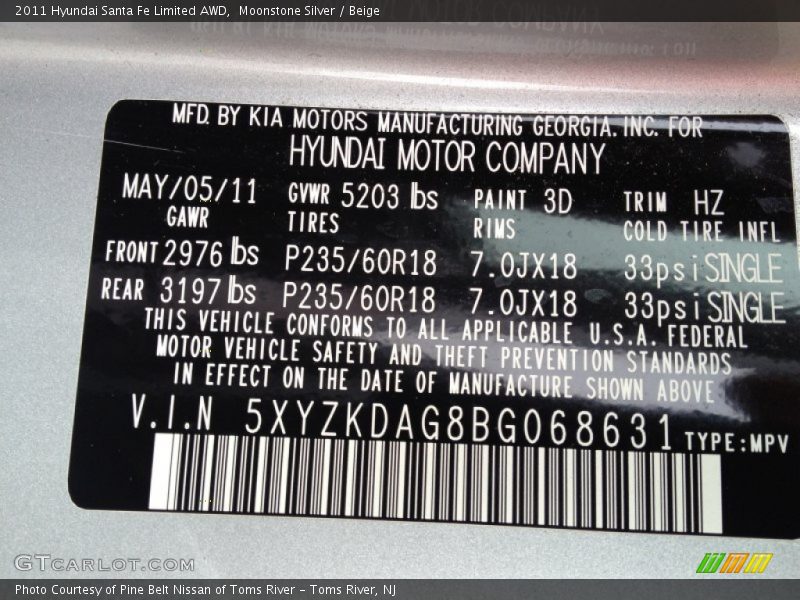 2011 Hyundai Santa Fe Limited AWD,  Moonstone Silver / Beige
MFD. BY KIA MOTORS MANUFACTURING GEORGIA. INC. FOR
HYUNDAI MOTOR COMPANY
MAY/05/11 GVWR 5203 lbs PAINT 3D TRIM HZ
GAWR TIRES RIMS COLD TIRE INFL
FRONT 2976 lbs P235/60R18 7.0JX18 33psi SINGLE
REAR 3197 lbs P235/60R18 7.0JX18 33psi SINGLE
THIS VEHICLE CONFORMS TO ALL APPLICABLE U.S.A. FEDERAL
MOTOR VEHICLE SAFETY AND THEFT PREVENTION STANDARDS
IN EFFECT ON THE DATE OF MANUFACTURE SHOWN ABOVE
V.I.N 5XYZKDAG8BG068631 TYPE:MPV
GTCARLOT.COM
Photo Courtesy of Pine Belt Nissan of Toms River – Toms River, NJ